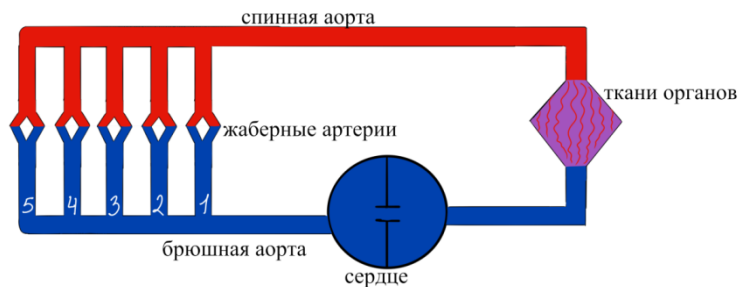 спинная аорта
ткани органов
жаберные артерии
5 4 3 2 1
брюшная аорта
сердце